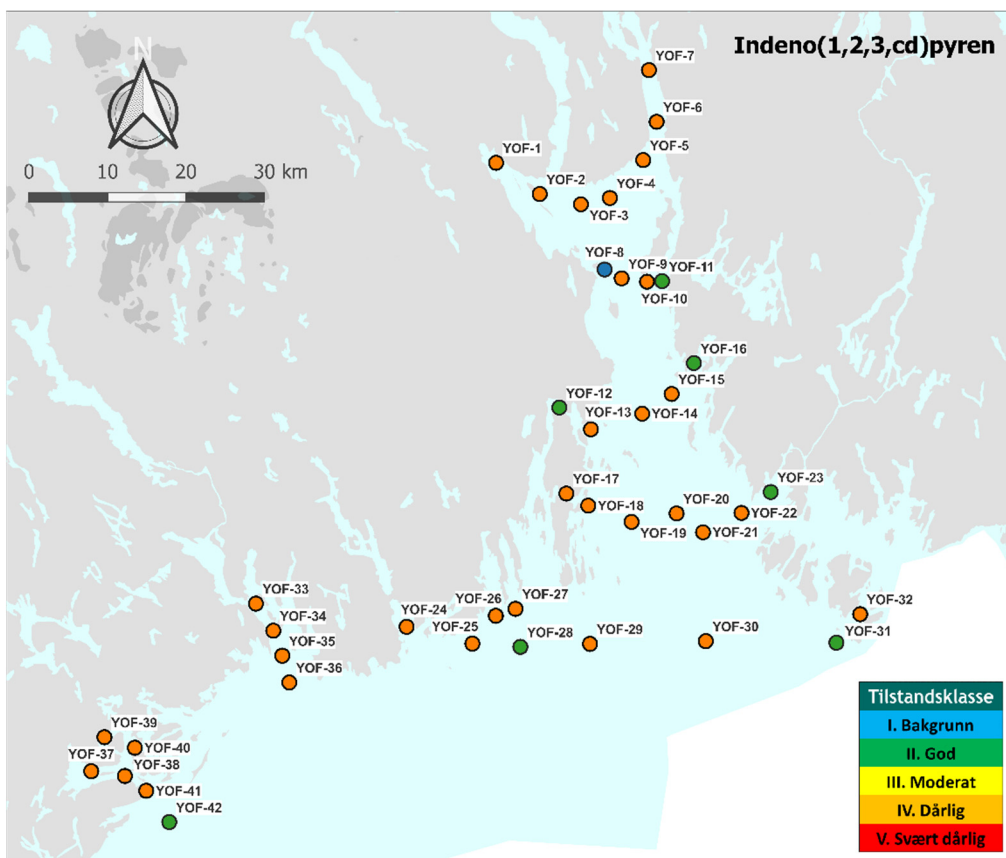 Indeno(1,2,3,cd)pyren
N
0 10 20 30 km
YOF-7
YOF-6
YOF-5
YOF-1
YOF-2
YOF-4
YOF-3
YOF-8
YOF-9
YOF-11
YOF-10
YOF-16
YOF-15
YOF-12
YOF-13
YOF-14
YOF-17
YOF-18
YOF-19
YOF-20
YOF-21
YOF-22
YOF-23
YOF-24
YOF-25
YOF-26
YOF-27
YOF-28
YOF-29
YOF-30
YOF-32
YOF-31
YOF-33
YOF-34
YOF-35
YOF-36
YOF-39
YOF-40
YOF-37
YOF-38
YOF-41
YOF-42
Tilstandsklasse
I. Bakgrunn
II. God
III. Moderat
IV. Dårlig
V. Svært dårlig